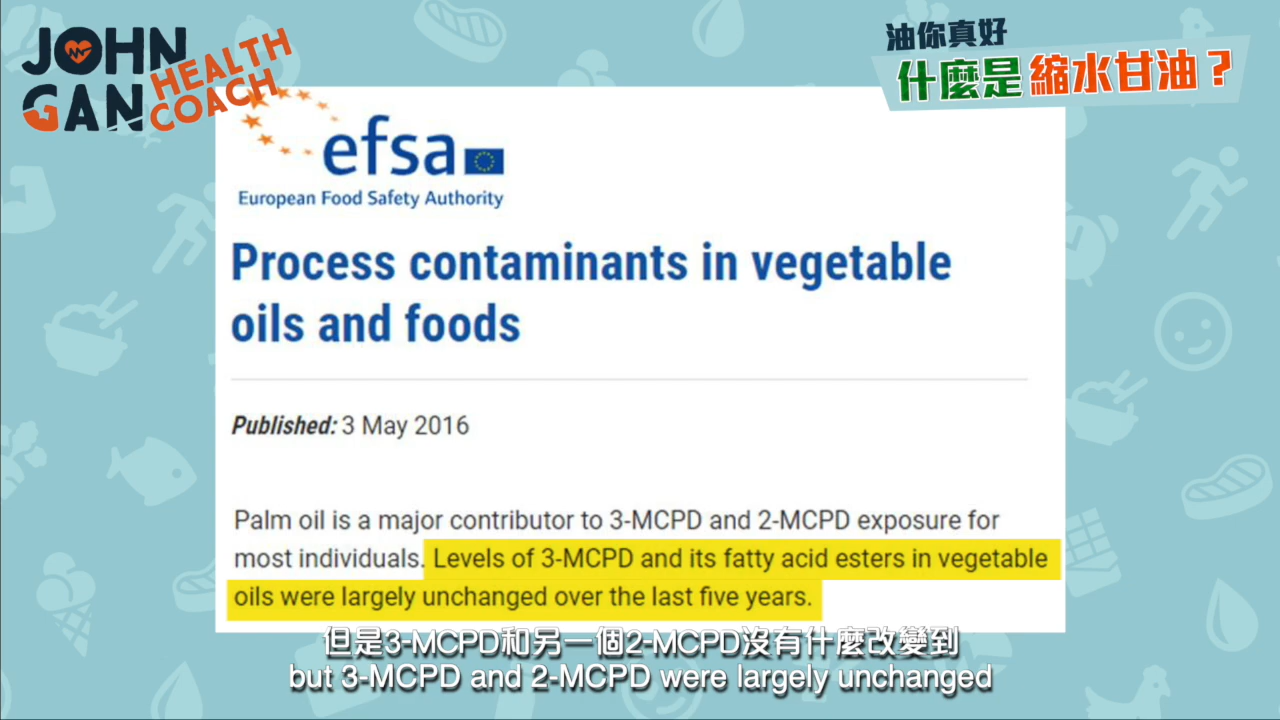 JOHN
GAN
HEALTH
COACH
油你真好
什麼是縮水甘油？
efsa
European Food Safety Authority
Process contaminants in vegetable
oils and foods
Published: 3 May 2016
Palm oil is a major contributor to 3-MCPD and 2-MCPD exposure for
most individuals. Levels of 3-MCPD and its fatty acid esters in vegetable
oils were largely unchanged over the last five years.
但是3-MCPD和另一個2-MCPD沒有什麼改變到
but 3-MCPD and 2-MCPD were largely unchanged